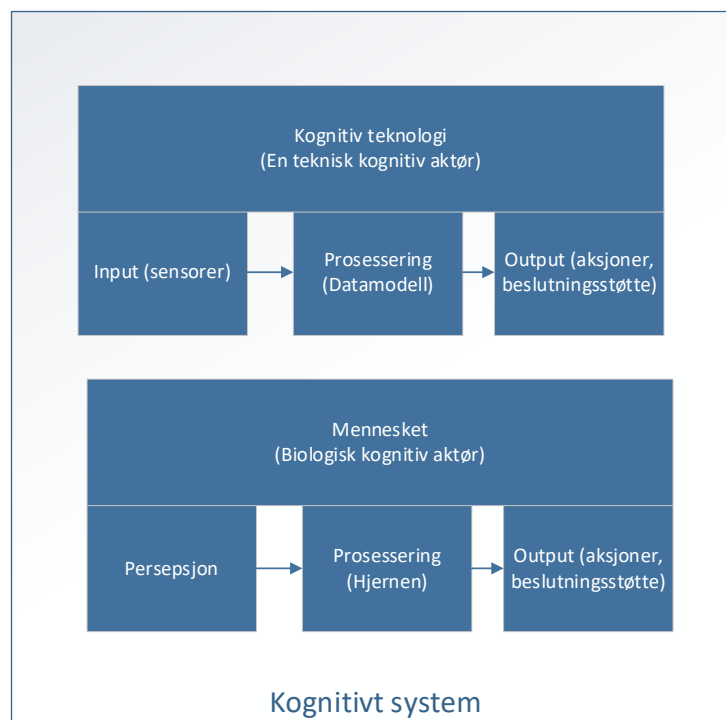 Kognitiv teknologi
(En teknisk kognitiv aktør)
Input (sensorer)
Prosessering
(Datamodell)
Output (aksjoner,
beslutningsstøtte)
Mennesket
(Biologisk kognitiv aktør)
Persepsjon
Prosessering
(Hjernen)
Output (aksjoner,
beslutningsstøtte)
Kognitivt system